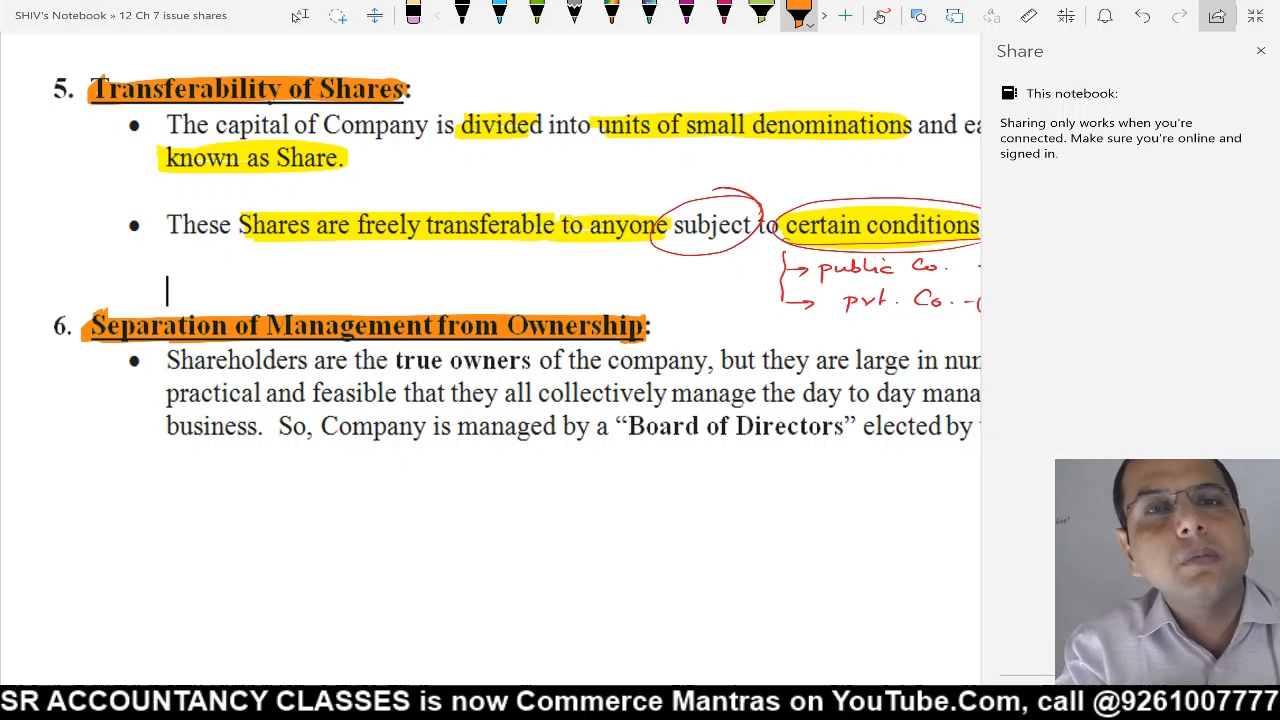 SHIV's Notebook » 12 Ch 7 issue shares
Share
This notebook:
Sharing only works when you're
connected. Make sure you're online and
signed in.
5. Transferability of Shares:
• The capital of Company is divided into units of small denominations and ea
known as Share.
• These Shares are freely transferable to anyone subject to certain conditions
→ public Co. -
→ pvt. Co. -(
6. Separation of Management from Ownership:
• Shareholders are the true owners of the company, but they are large in num
practical and feasible that they all collectively manage the day to day mana
business. So, Company is managed by a “Board of Directors” elected by
SR ACCOUNTANCY CLASSES is now Commerce Mantras on YouTube.Com, call @9261007777